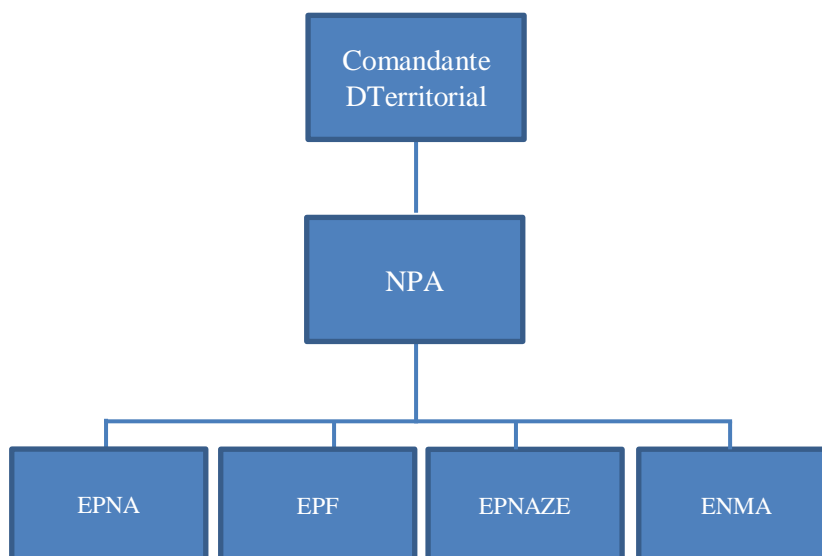 Comandante
DTerritorial
NPA
EPNA
EPF
EPNAZE
ENMA